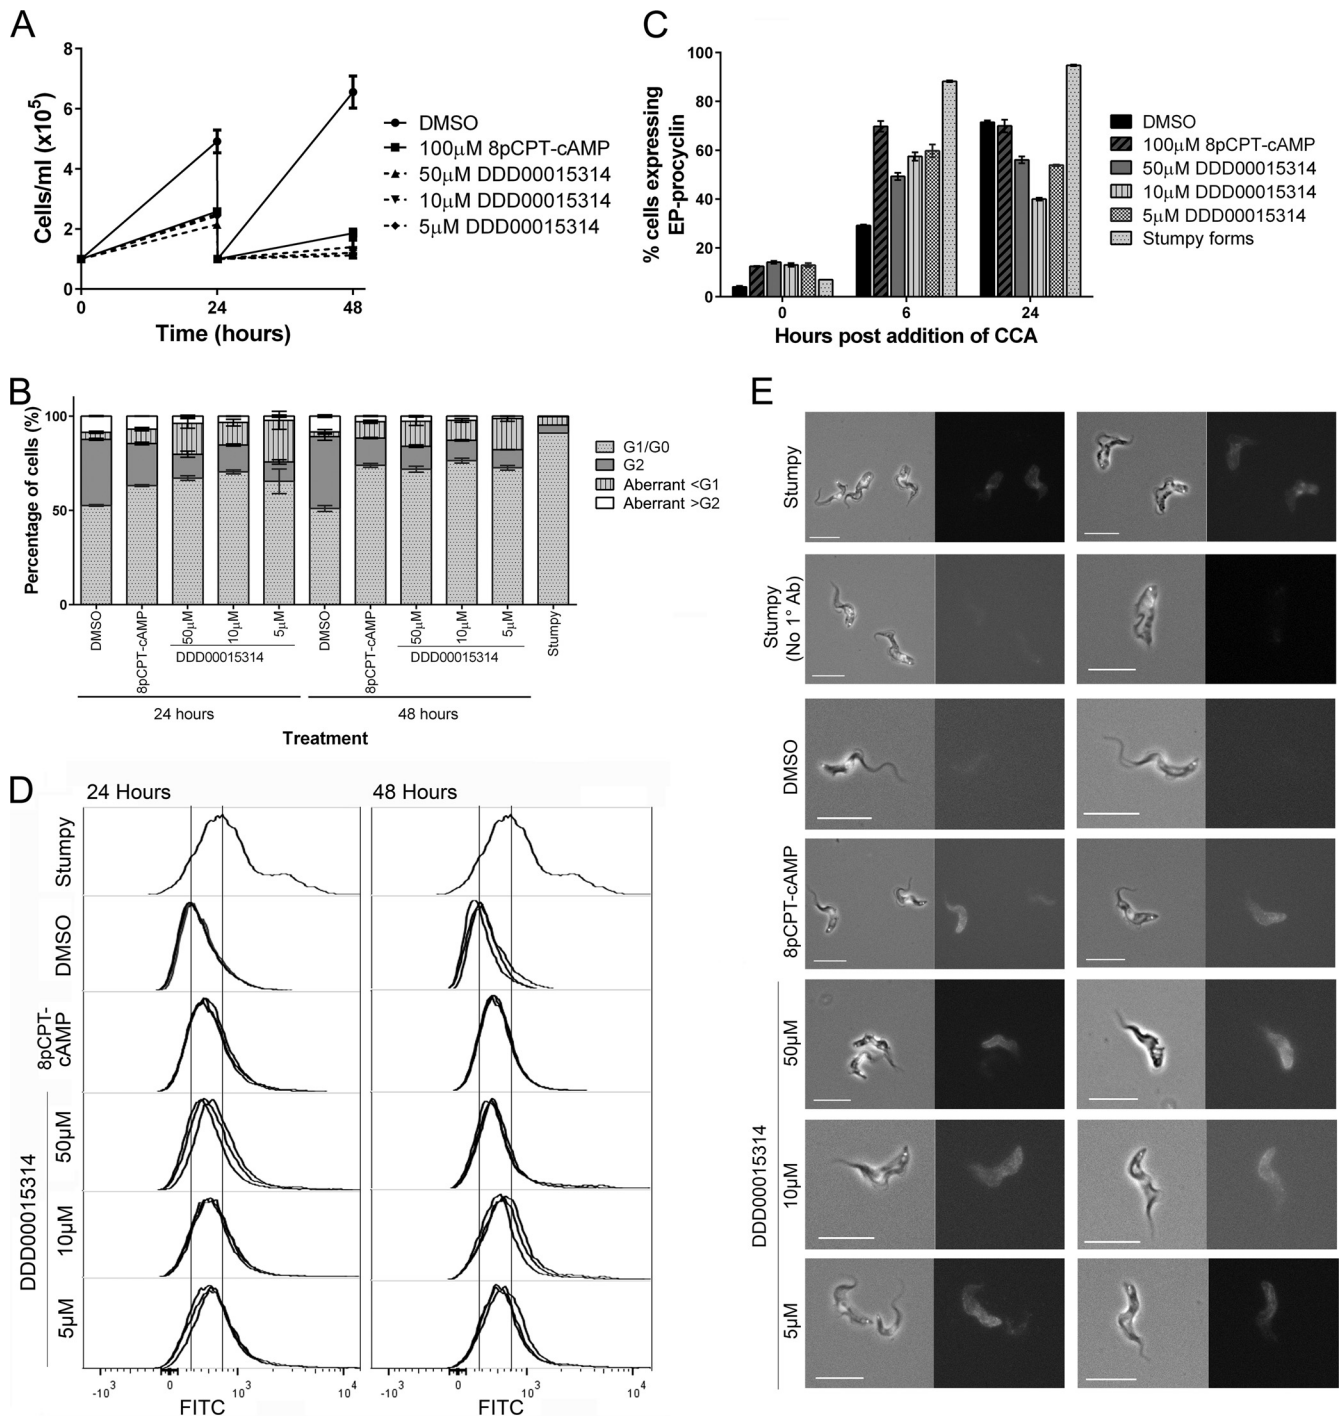 A
8
6
4
2
0
Cells/ml (x10⁵)
0
24
48
Time (hours)
DMSO
100µM 8pCPT-cAMP
50µM DDD00015314
10µM DDD00015314
5µM DDD00015314
C
100
80
60
40
20
0
% cells expressing
EP-procyclin
0
6
24
Hours post addition of CCA
DMSO
100µM 8pCPT-cAMP
50µM DDD00015314
10µM DDD00015314
5µM DDD00015314
Stumpy forms
B
100
50
0
Percentage of cells (%)
G1/G0
G2
Aberrant <G1
Aberrant >G2
DMSO
8pCPT-cAMP
50µM
10µM
5µM
DMSO
8pCPT-cAMP
50µM
10µM
5µM
Stumpy
DDD00015314
DDD00015314
24 hours
48 hours
Treatment
D
24 Hours
48 Hours
Stumpy
DMSO
8pCPT-
cAMP
DDD00015314
50µM
10µM
5µM
-10³
0
10³
10⁴
FITC
-10³
0
10³
10⁴
FITC
E
Stumpy
Stumpy
(No 1° Ab)
DMSO
8pCPT-cAMP
DDD00015314
50µM
10µM
5µM